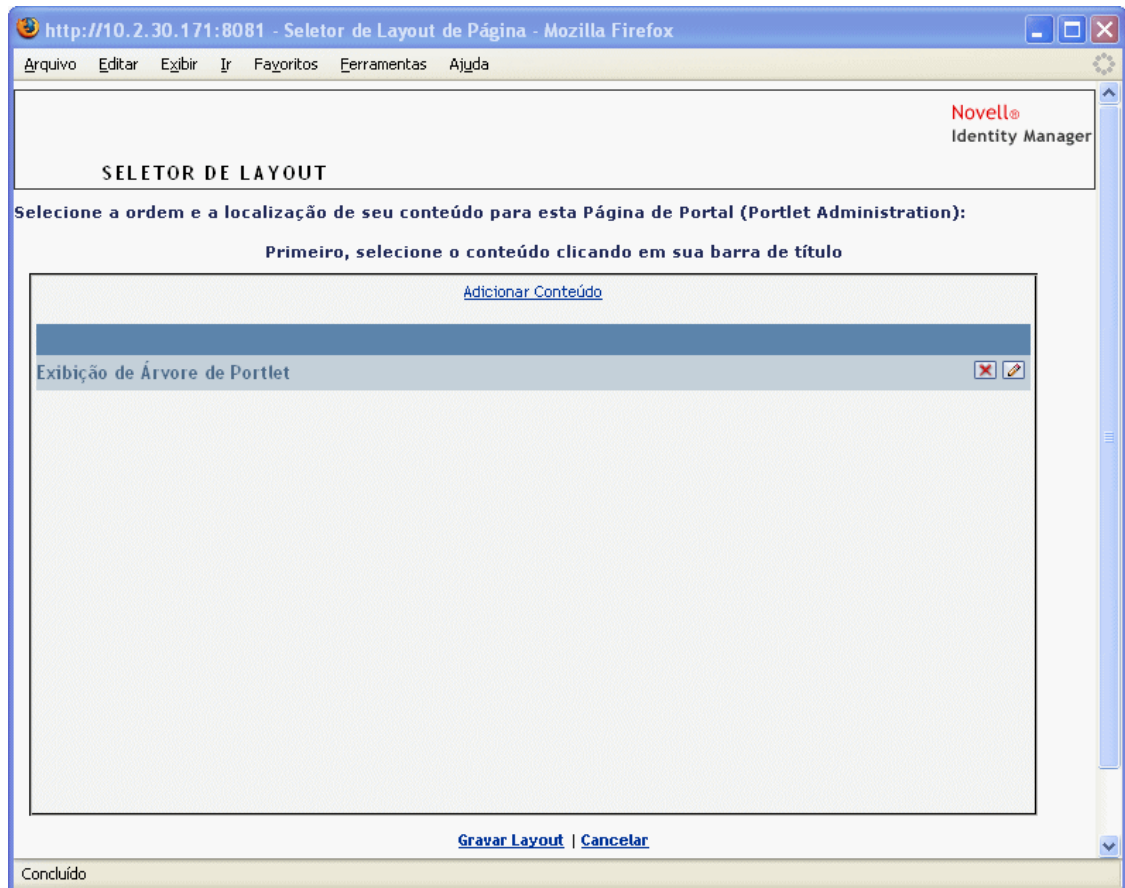 http://10.2.30.171:8081 - Seletor de Layout de Página - Mozilla Firefox
Arquivo Editar Exibir Ir Favoritos Ferramentas Ajuda
Novell®
Identity Manager
SELETOR DE LAYOUT
Selecione a ordem e a localização de seu conteúdo para esta Página de Portal (Portlet Administration):
Primeiro, selecione o conteúdo clicando em sua barra de título
Adicionar Conteúdo
Exibição de Árvore de Portlet
Gravar Layout | Cancelar
Concluído